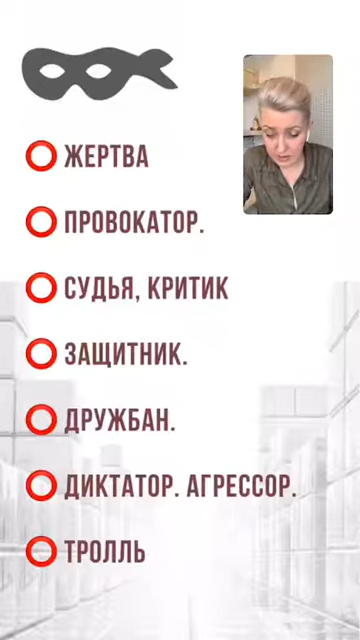 ЖЕРТВА
ПРОВОКАТОР.
СУДЬЯ, КРИТИК
ЗАЩИТНИК.
ДРУЖБАН.
ДИКТАТОР. АГРЕССОР.
ТРОЛЛЬ